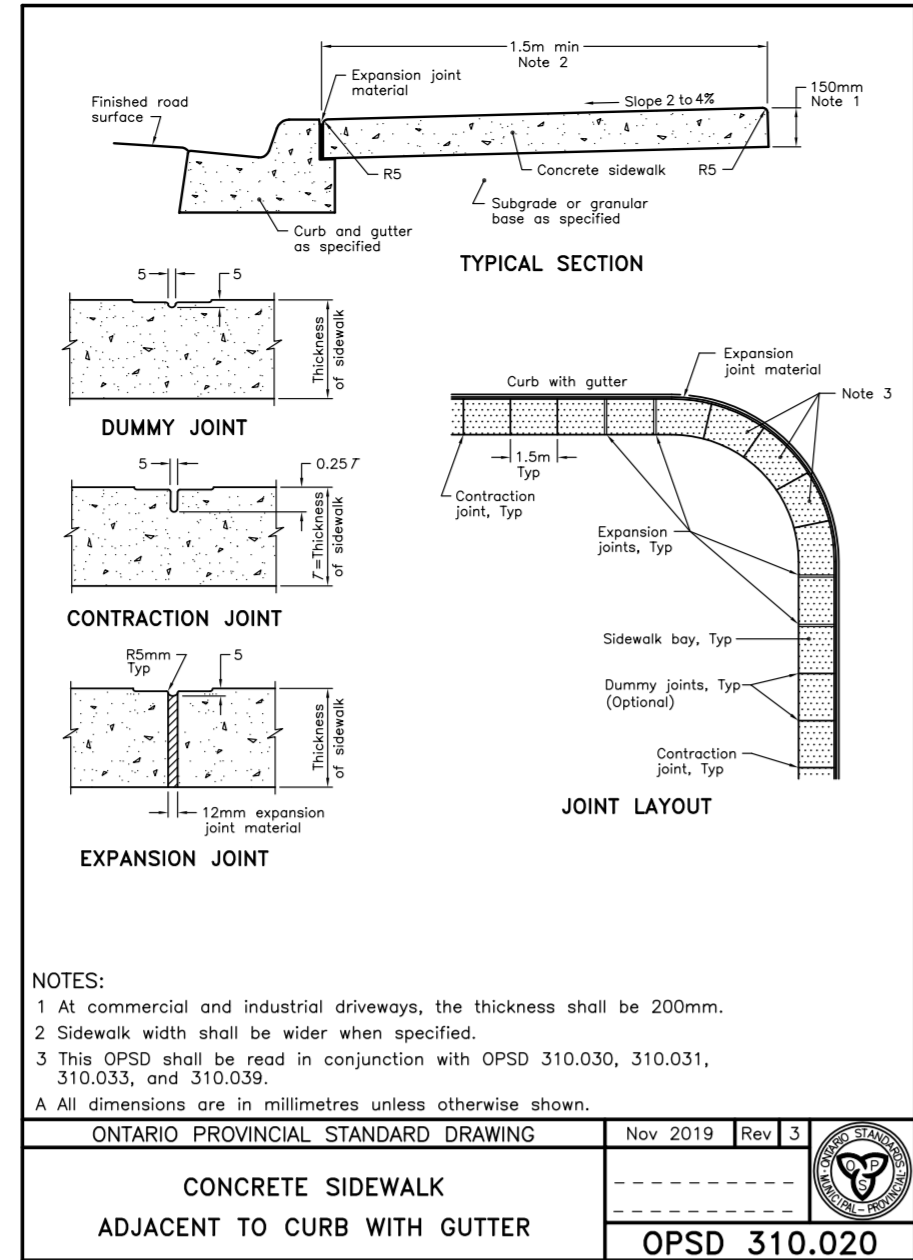 1.5m min
Note 2
Expansion joint
material
Finished road
surface
150mm
Note 1
Slope 2 to 4%
R5
Concrete sidewalk
R5
Subgrade or granular
base as specified
Curb and gutter
as specified
TYPICAL SECTION
5
5
Thickness
of sidewalk
DUMMY JOINT
5
0.25T
T=Thickness
of sidewalk
CONTRACTION JOINT
R5mm
Typ
5
Thickness
of sidewalk
12mm expansion
joint material
EXPANSION JOINT
Expansion
joint material
Curb with gutter
Note 3
1.5m
Typ
Contraction
joint, Typ
Expansion
joints, Typ
Sidewalk bay, Typ
Dummy joints, Typ
(Optional)
Contraction
joint, Typ
JOINT LAYOUT
NOTES:
1 At commercial and industrial driveways, the thickness shall be 200mm.
2 Sidewalk width shall be wider when specified.
3 This OPSD shall be read in conjunction with OPSD 310.030, 310.031,
310.033, and 310.039.
A All dimensions are in millimetres unless otherwise shown.
ONTARIO PROVINCIAL STANDARD DRAWING
Nov 2019
Rev
3
CONCRETE SIDEWALK
ADJACENT TO CURB WITH GUTTER
ONTARIO STANDARDS
MUNICIPAL-PROVINCIAL
OPS
OPSD 310.020